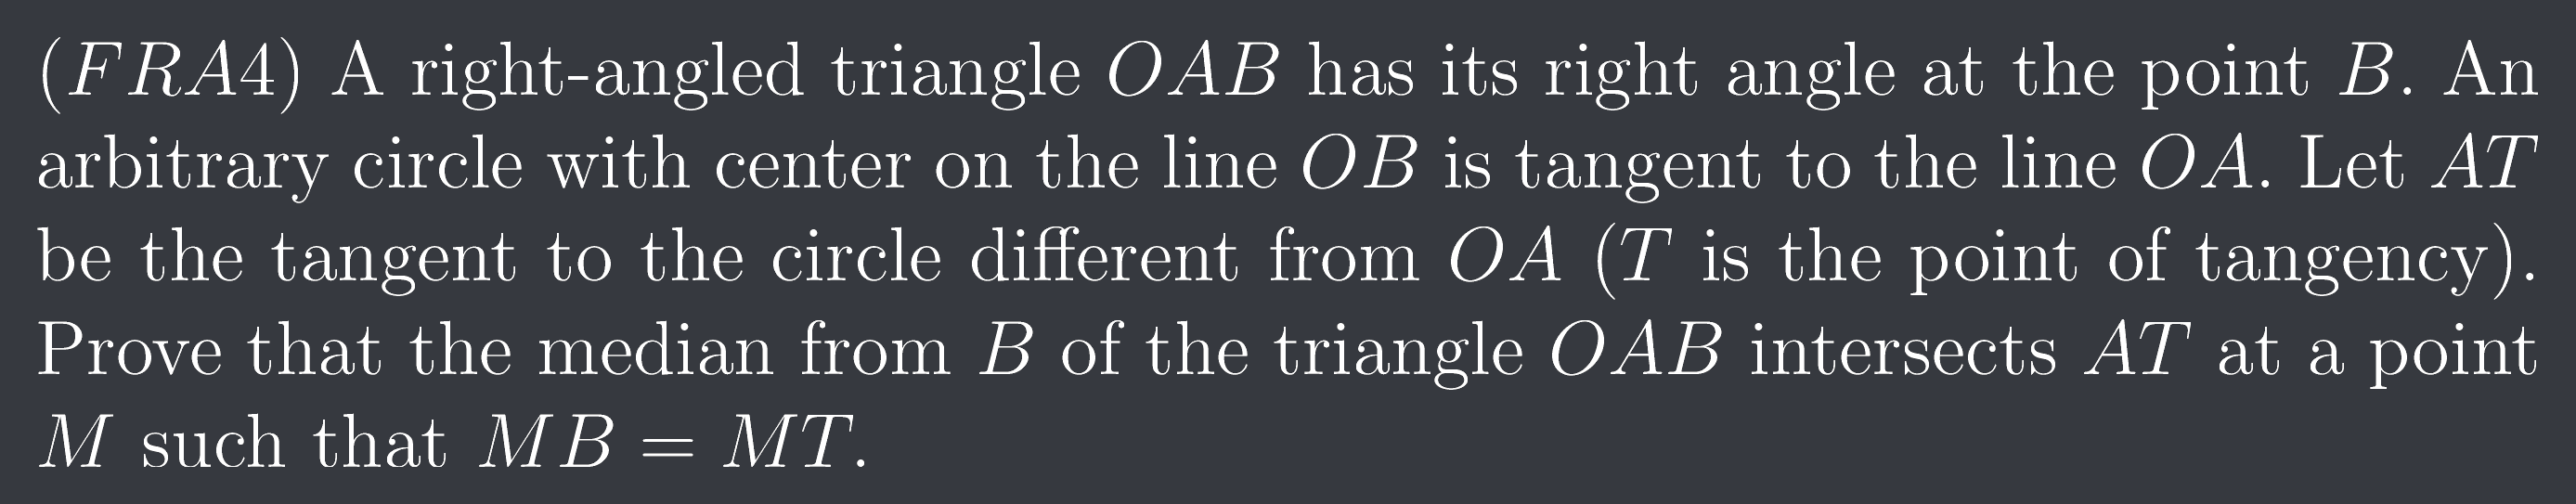 (FRA4) A right-angled triangle OAB has its right angle at the point B. An
arbitrary circle with center on the line OB is tangent to the line OA. Let AT
be the tangent to the circle different from OA (T is the point of tangency).
Prove that the median from B of the triangle OAB intersects AT at a point
M such that MB = MT.